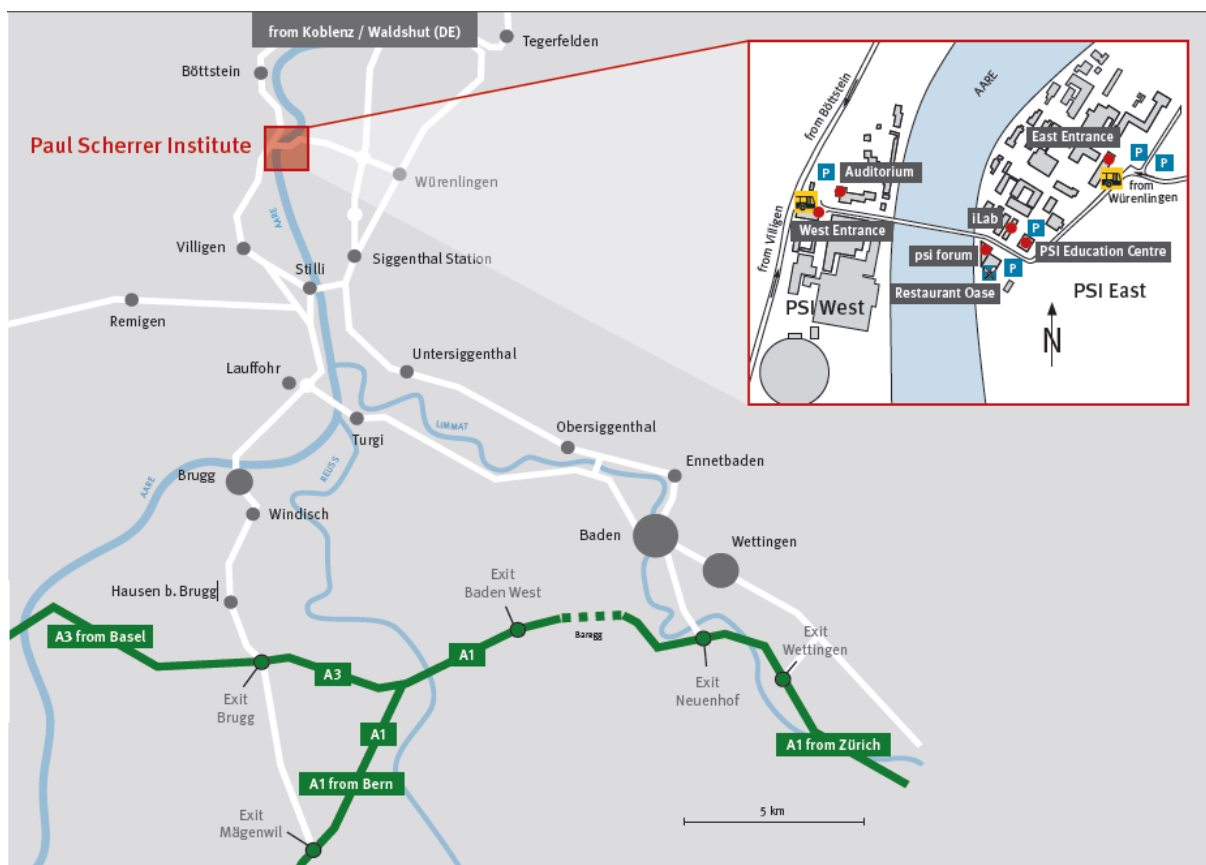 from Koblenz / Waldshut (DE)
Tegerfelden
Böttstein
Paul Scherrer Institute
Würenlingen
AARE
Villigen
Siggenthal Station
Stilli
Remigen
Untersiggenthal
Lauffohr
LIMMAT
Turgi
Obersiggenthal
REUSS
Ennetbaden
AARE
Brugg
Windisch
Baden
Wettingen
Hausen b. Brugg
Exit
Baden West
A3 from Basel
Baregg
Exit
Wettingen
A1
A3
Exit
Brugg
Exit
Neuenhof
A1
A1 from Zürich
A1 from Bern
Exit
Mägenwil
5 km
from Böttstein
AARE
East Entrance
P
P
P
Auditorium
from
Würenlingen
from Villigen
West Entrance
iLab
P
PSI Education Centre
psi forum
P
Restaurant Oase
PSI West
PSI East
N